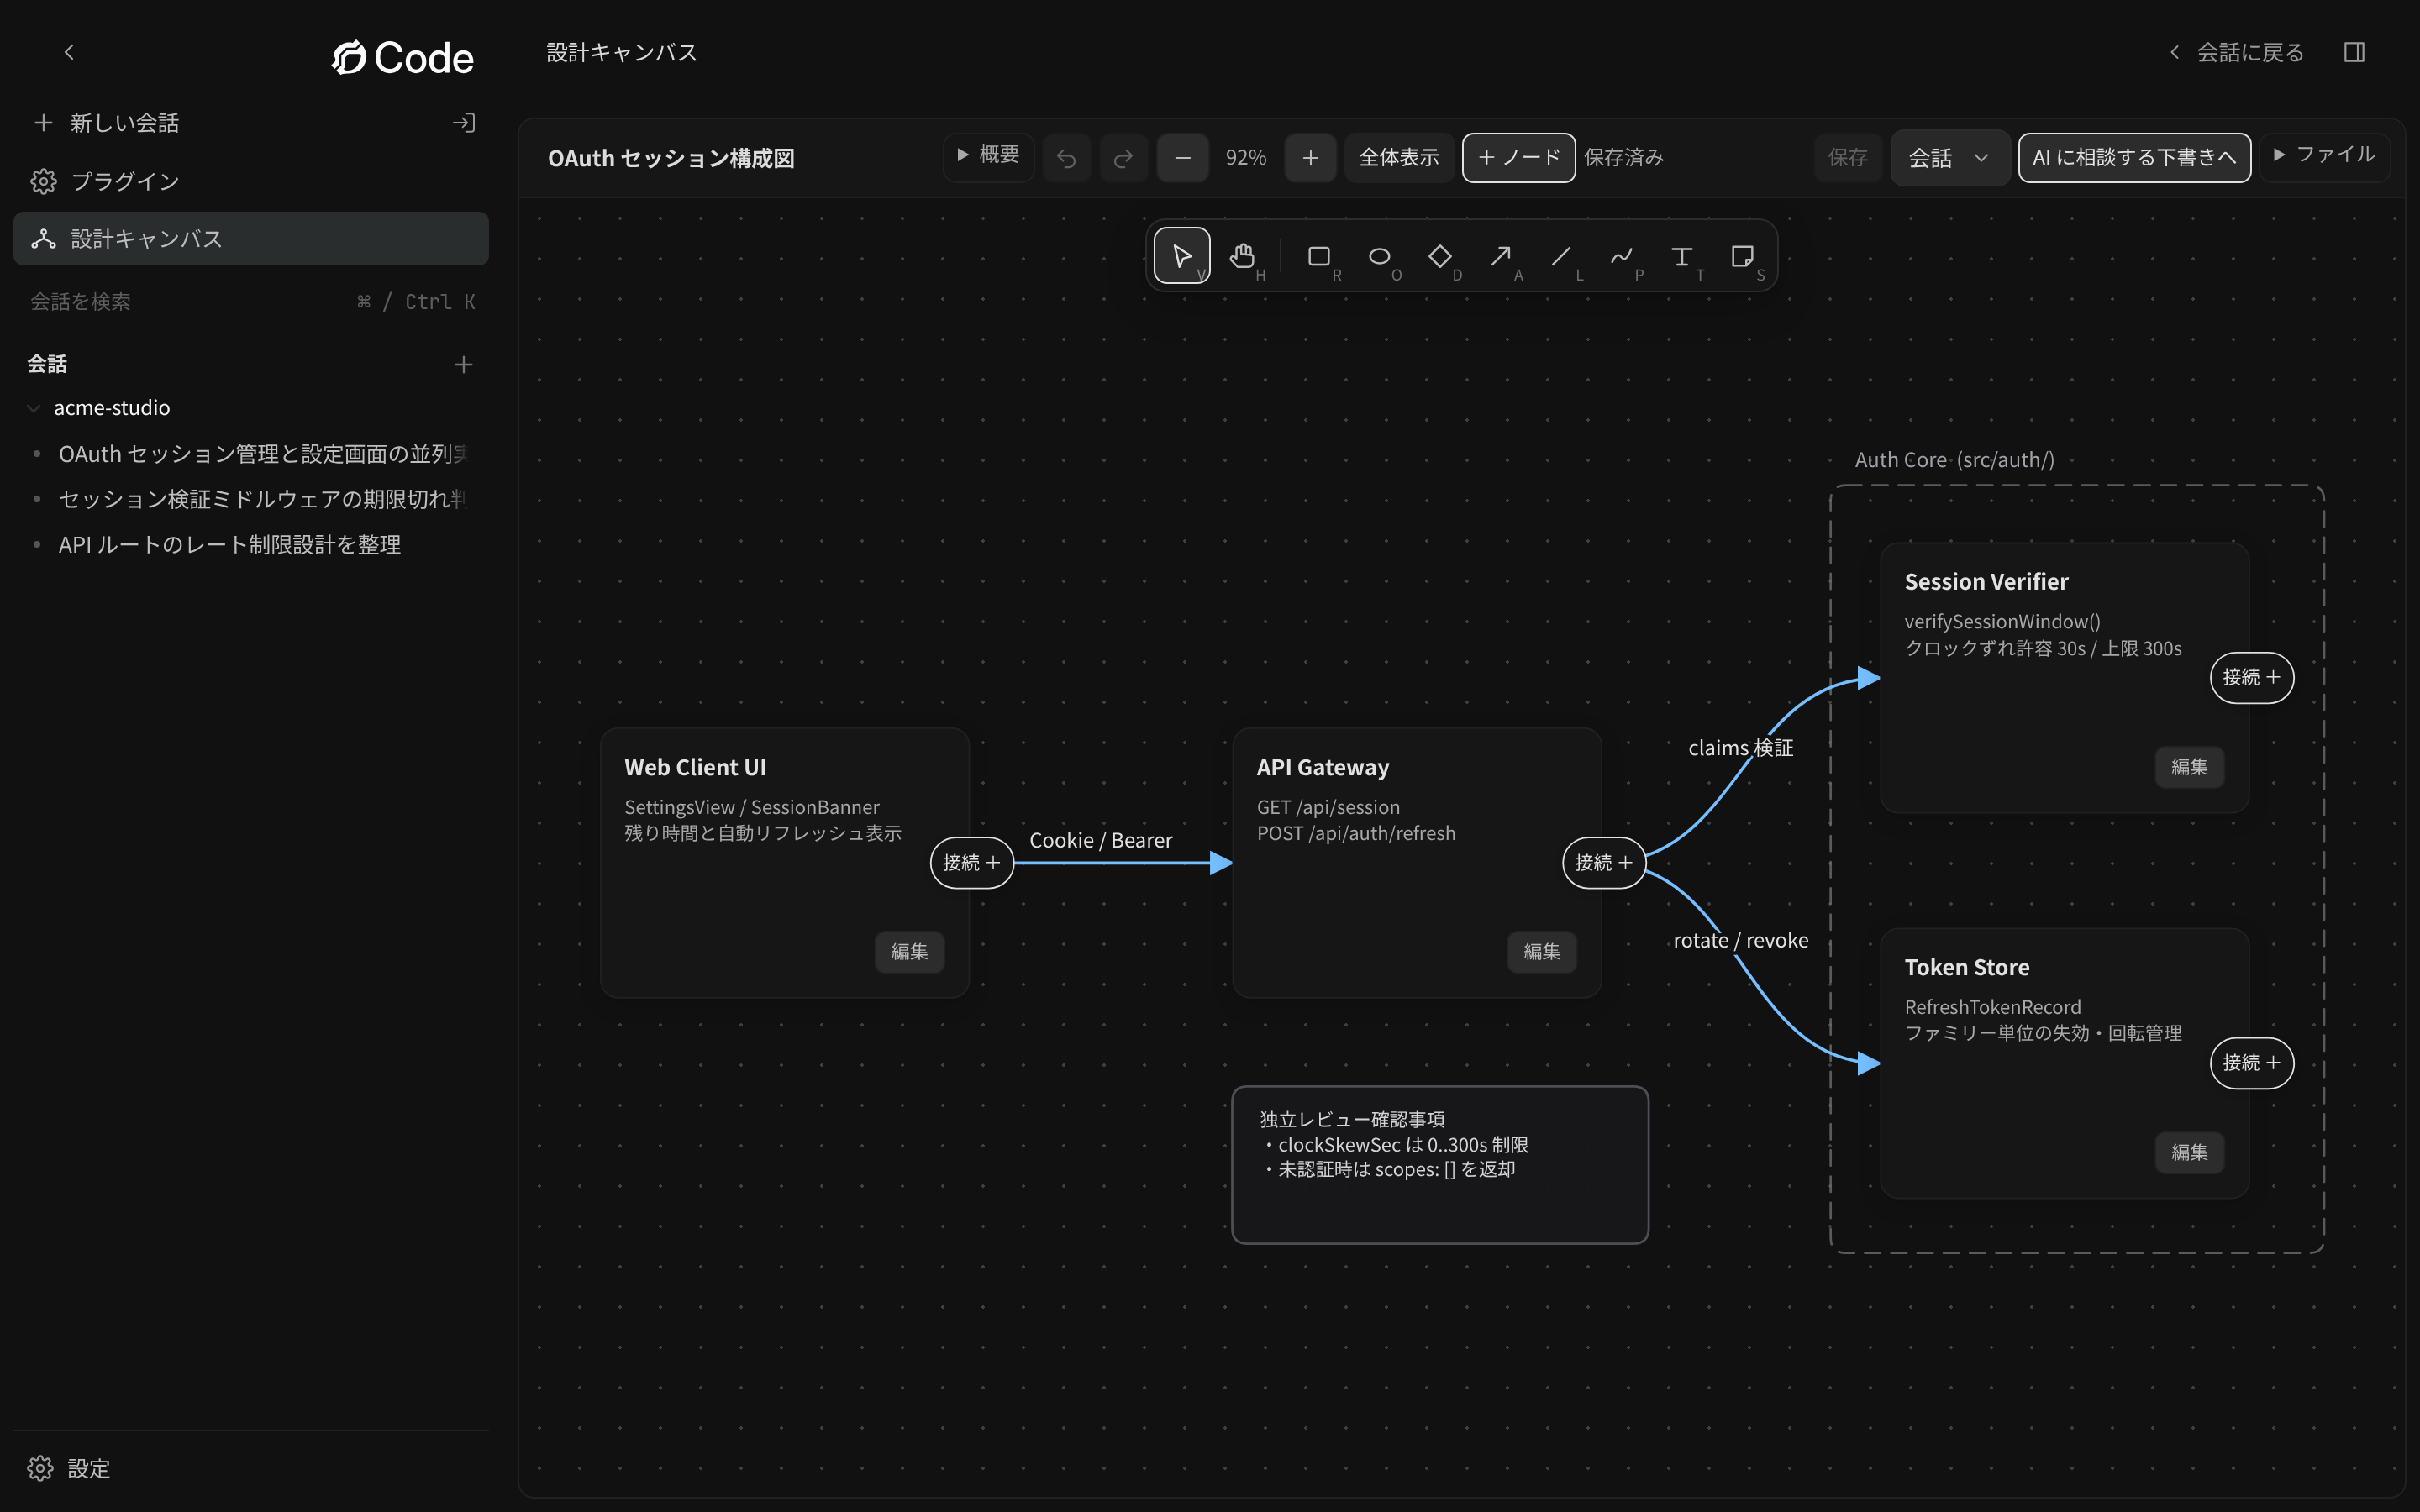 Code
新しい会話
プラグイン
設計キャンバス
会話を検索 ⌘ / Ctrl K
会話
acme-studio
OAuth セッション管理と設定画面の並列
セッション検証ミドルウェアの期限切れ
API ルートのレート制限設計を整理
設定
設計キャンバス
会話に戻る
OAuth セッション構成図
概要
92%
全体表示
+ ノード
保存済み
保存
会話
AI に相談する下書きへ
ファイル
V
H
R
O
D
A
L
P
T
S
Auth Core (src/auth/)
Session Verifier
verifySessionWindow()
クロックずれ許容 30s / 上限 300s
接続 +
編集
claims 検証
Web Client UI
SettingsView / SessionBanner
残り時間と自動リフレッシュ表示
接続 +
編集
Cookie / Bearer
API Gateway
GET /api/session
POST /api/auth/refresh
接続 +
編集
rotate / revoke
Token Store
RefreshTokenRecord
ファミリー単位の失効・回転管理
接続 +
編集
独立レビュー確認事項
・clockSkewSec は 0..300s 制限
・未認証時は scopes: [] を返却